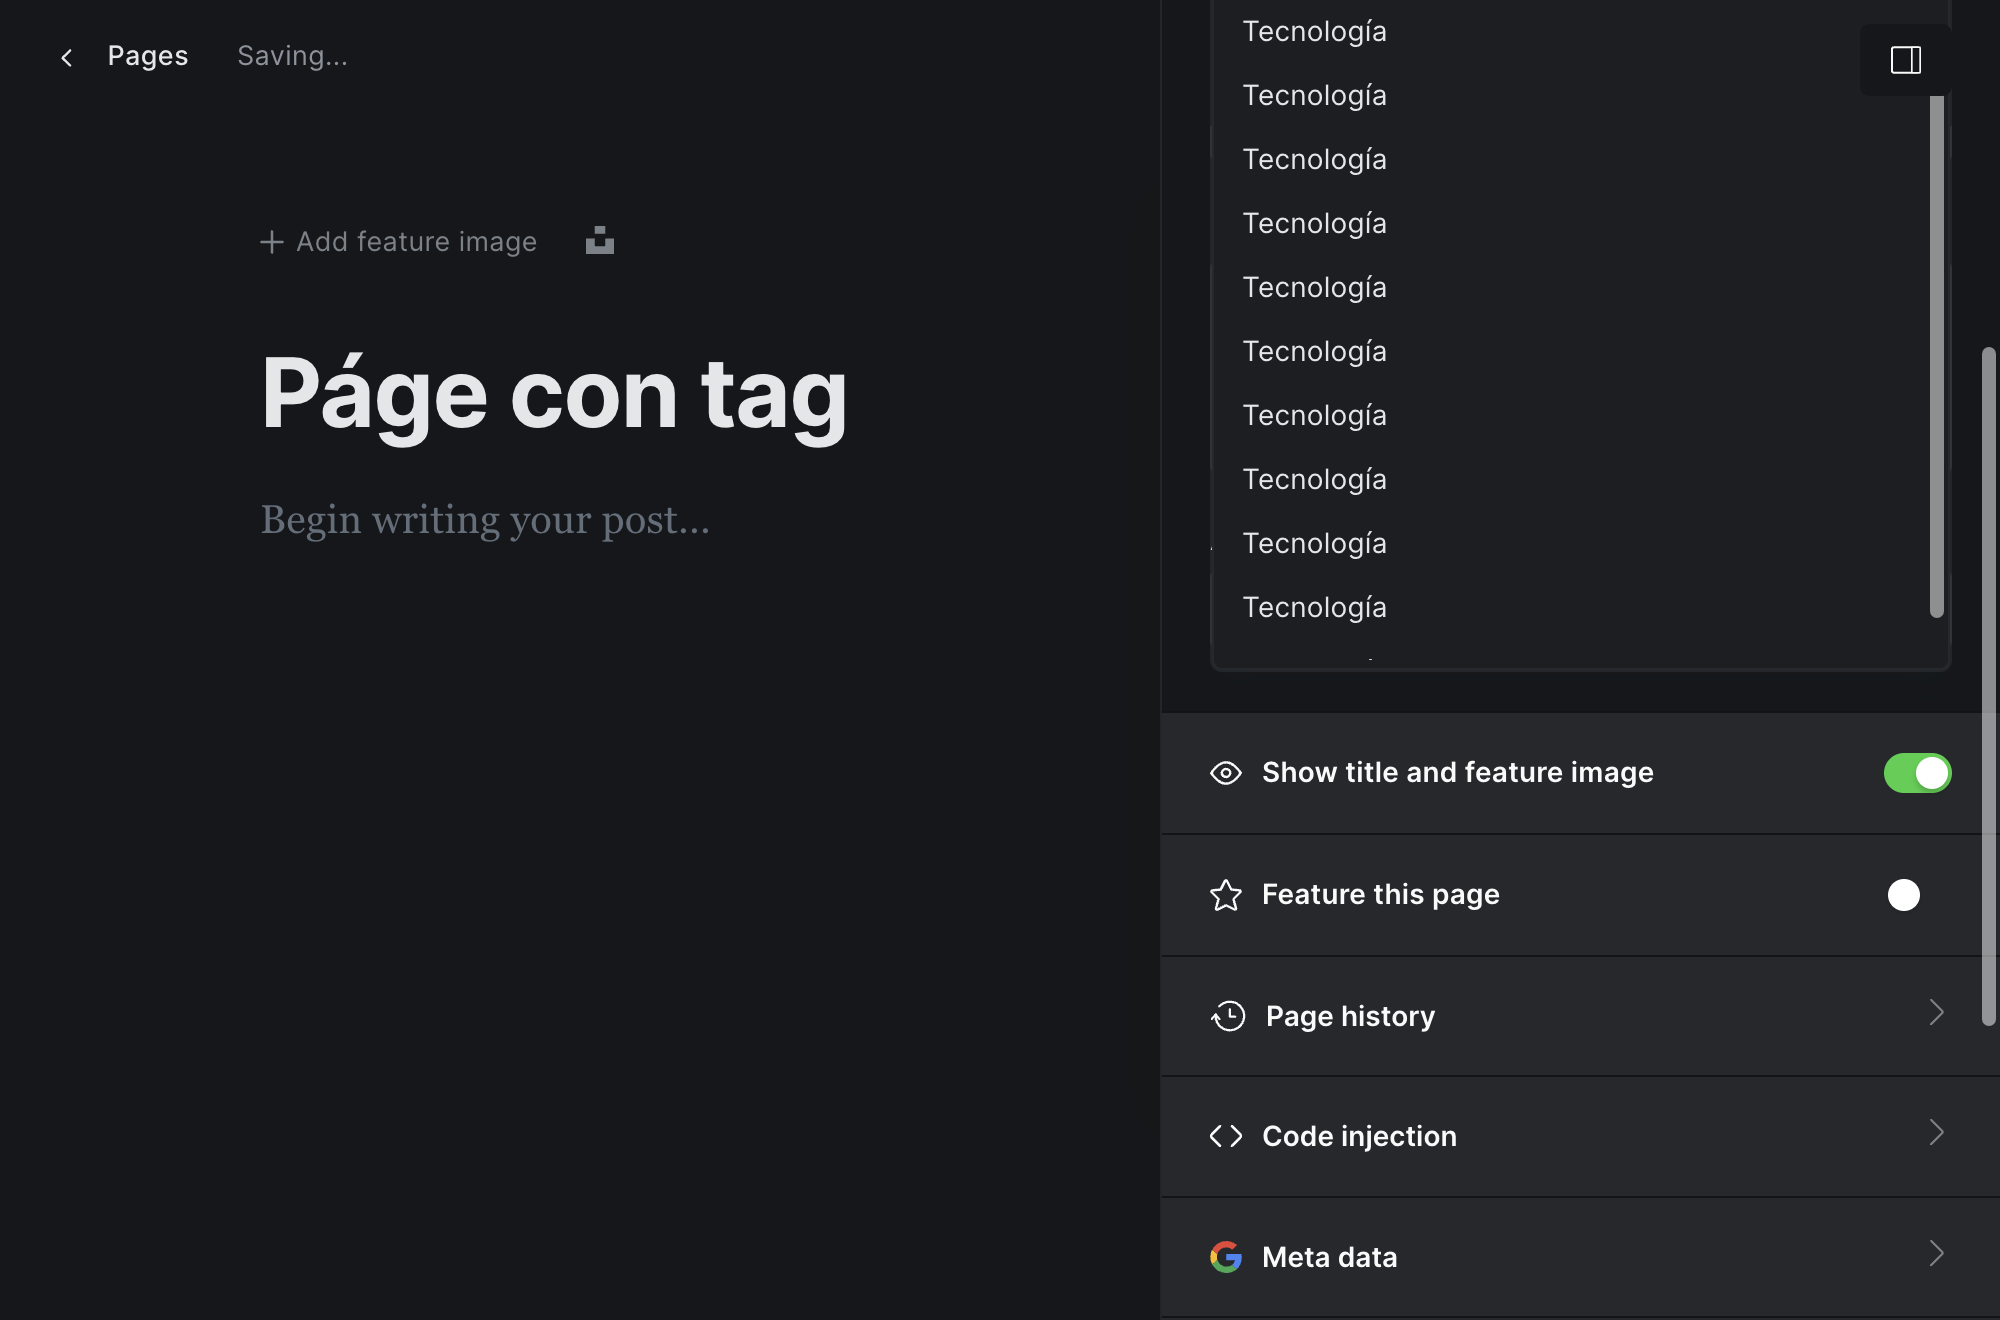 Pages
Saving...
Add feature image
Páge con tag
Begin writing your post...
Tecnología
Tecnología
Tecnología
Tecnología
Tecnología
Tecnología
Tecnología
Tecnología
Tecnología
Tecnología
Show title and feature image
Feature this page
Page history
Code injection
Meta data